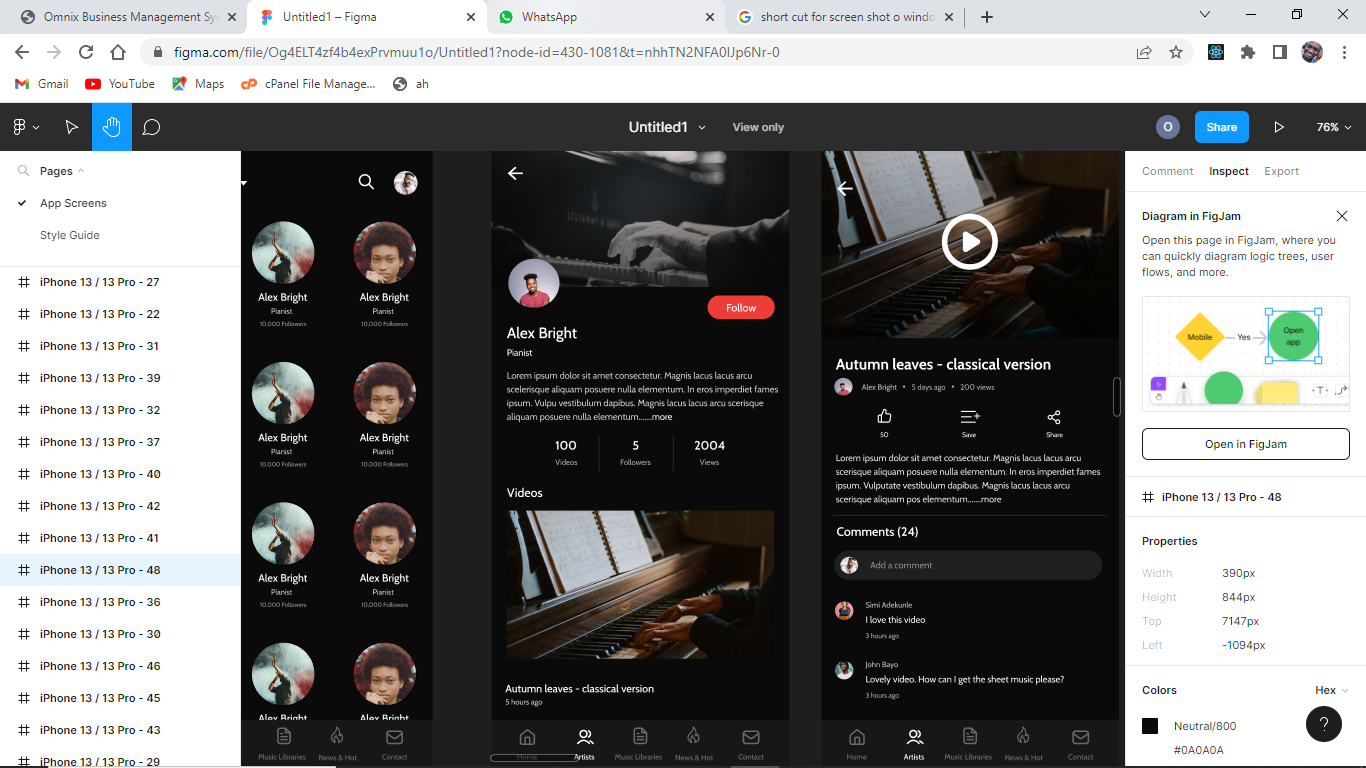 Omnix Business Management Sys
Untitled1 – Figma
WhatsApp
short cut for screen shot o windo
figma.com/file/Og4ELT4zf4b4exPrvmuu1o/Untitled1?node-id=430-1081&t=nhhTN2NFA0IJp6Nr-0
Gmail
YouTube
Maps
cPanel File Manage...
ah
Untitled1
View only
O
Share
76%
Pages
App Screens
Style Guide
iPhone 13 / 13 Pro - 27
iPhone 13 / 13 Pro - 22
iPhone 13 / 13 Pro - 31
iPhone 13 / 13 Pro - 39
iPhone 13 / 13 Pro - 32
iPhone 13 / 13 Pro - 37
iPhone 13 / 13 Pro - 40
iPhone 13 / 13 Pro - 42
iPhone 13 / 13 Pro - 41
iPhone 13 / 13 Pro - 48
iPhone 13 / 13 Pro - 36
iPhone 13 / 13 Pro - 30
iPhone 13 / 13 Pro - 46
iPhone 13 / 13 Pro - 45
iPhone 13 / 13 Pro - 43
iPhone 13 / 13 Pro - 29
Alex Bright Alex Bright
Pianist Pianist
10,000 Followers 10,000 Followers
Alex Bright Alex Bright
Pianist Pianist
10,000 Followers 10,000 Followers
Alex Bright Alex Bright
Pianist Pianist
10,000 Followers 10,000 Followers
Alex Bright Alex Bright
Music Libraries News & Hot Contact
Follow
Alex Bright
Pianist
Lorem ipsum dolor sit amet consectetur. Magnis lacus lacus arcu
scelerisque aliquam posuere nulla elementum. In eros imperdiet fames
ipsum. Vulpu vestibulum dapibus. Magnis lacus lacus arcu scelerisque
aliquam posuere nulla elementum......more
100 5 2004
Videos Followers Views
Videos
Autumn leaves - classical version
5 hours ago
Home Artists Music Libraries News & Hot Contact
Autumn leaves - classical version
Alex Bright • 5 days ago • 200 views
50 Save Share
Lorem ipsum dolor sit amet consectetur. Magnis lacus lacus arcu
scelerisque aliquam posuere nulla elementum. In eros imperdiet fames
ipsum. Vulputate vestibulum dapibus. Magnis lacus lacus arcu
scelerisque aliquam pos elementum......more
Comments (24)
Add a comment
Simi Adekunle
I love this video
3 hours ago
John Bayo
Lovely video. How can I get the sheet music please?
3 hours ago
Home Artists Music Libraries News & Hot Contact
Comment Inspect Export
Diagram in FigJam
Open this page in FigJam, where you
can quickly diagram logic trees, user
flows, and more.
Mobile Yes Open
app
T
Open in FigJam
iPhone 13 / 13 Pro - 48
Properties
Width 390px
Height 844px
Top 7147px
Left -1094px
Colors Hex
Neutral/800
#0A0A0A
?